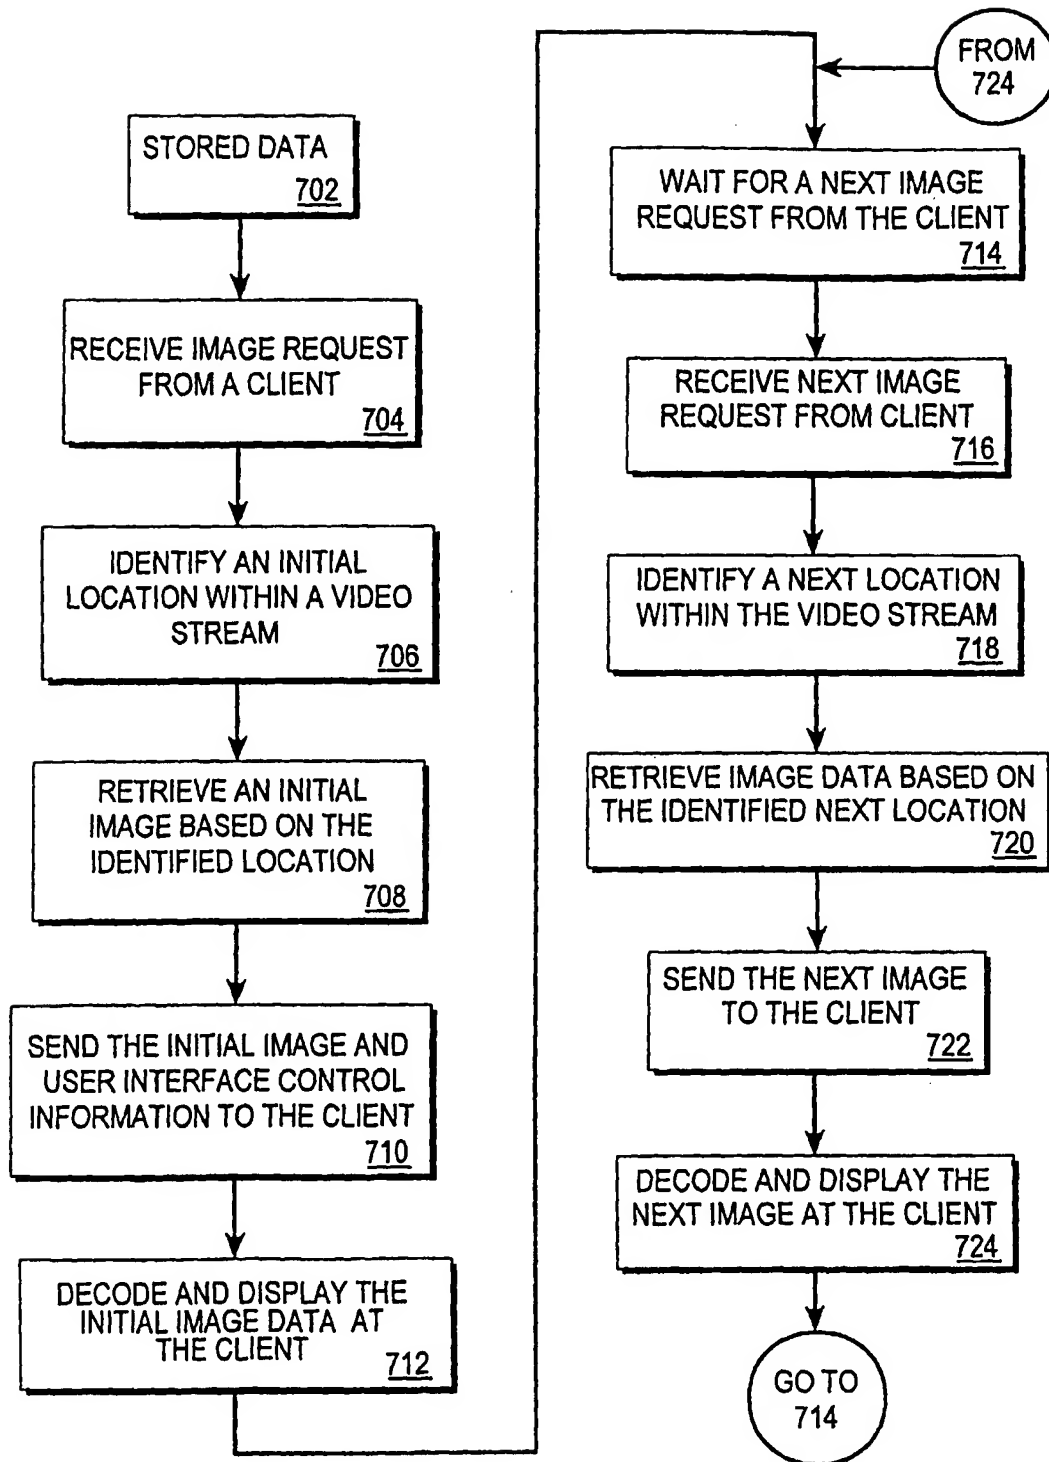 STORED DATA
702
RECEIVE IMAGE REQUEST
FROM A CLIENT
704
IDENTIFY AN INITIAL
LOCATION WITHIN A VIDEO
STREAM
706
RETRIEVE AN INITIAL
IMAGE BASED ON THE
IDENTIFIED LOCATION
708
SEND THE INITIAL IMAGE AND
USER INTERFACE CONTROL
INFORMATION TO THE CLIENT
710
DECODE AND DISPLAY THE
INITIAL IMAGE DATA AT
THE CLIENT
712
FROM
724
WAIT FOR A NEXT IMAGE
REQUEST FROM THE CLIENT
714
RECEIVE NEXT IMAGE
REQUEST FROM CLIENT
716
IDENTIFY A NEXT LOCATION
WITHIN THE VIDEO STREAM
718
RETRIEVE IMAGE DATA BASED ON
THE IDENTIFIED NEXT LOCATION
720
SEND THE NEXT IMAGE
TO THE CLIENT
722
DECODE AND DISPLAY THE
NEXT IMAGE AT THE CLIENT
724
GO TO
714